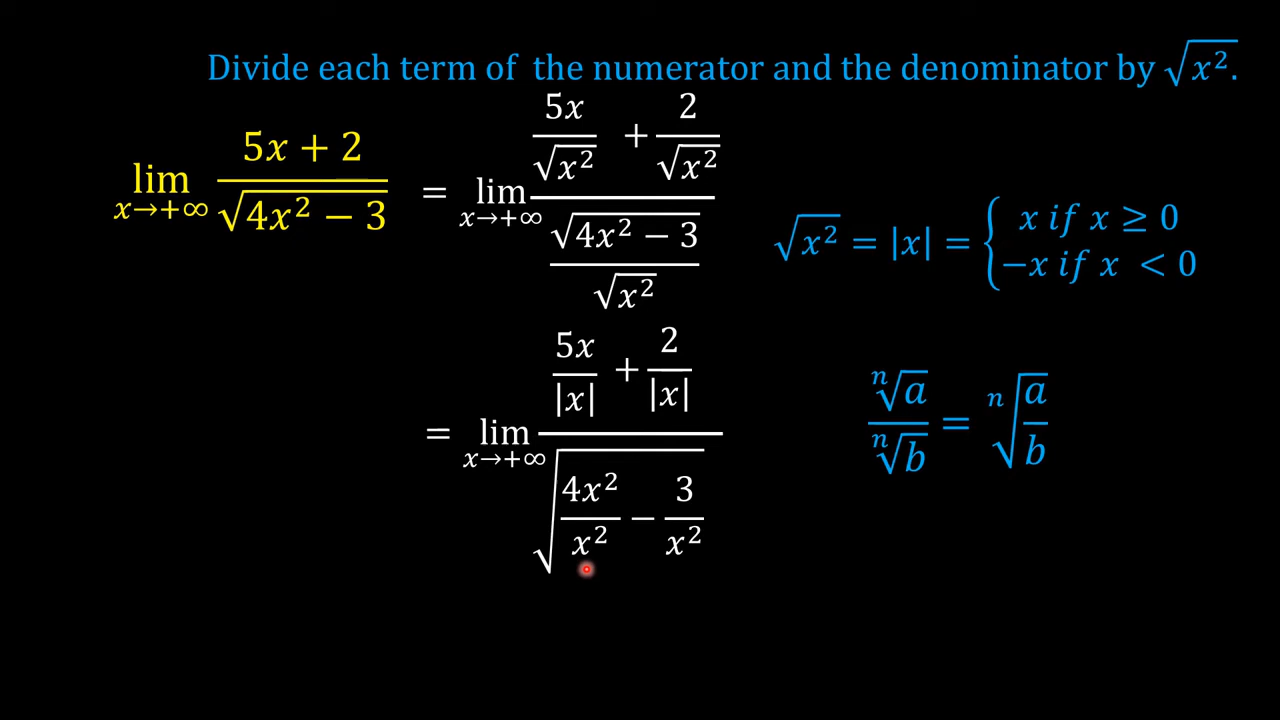 Divide each term of the numerator and the denominator by √x².
lim x→+∞ (5x + 2)/√(4x² − 3) = lim x→+∞ (5x/√x² + 2/√x²)/(√(4x² − 3)/√x²)
√x² = |x| = { x if x ≥ 0
−x if x < 0
= lim x→+∞ (5x/|x| + 2/|x|)/√(4x²/x² − 3/x²)
ⁿ√a/ⁿ√b = ⁿ√(a/b)